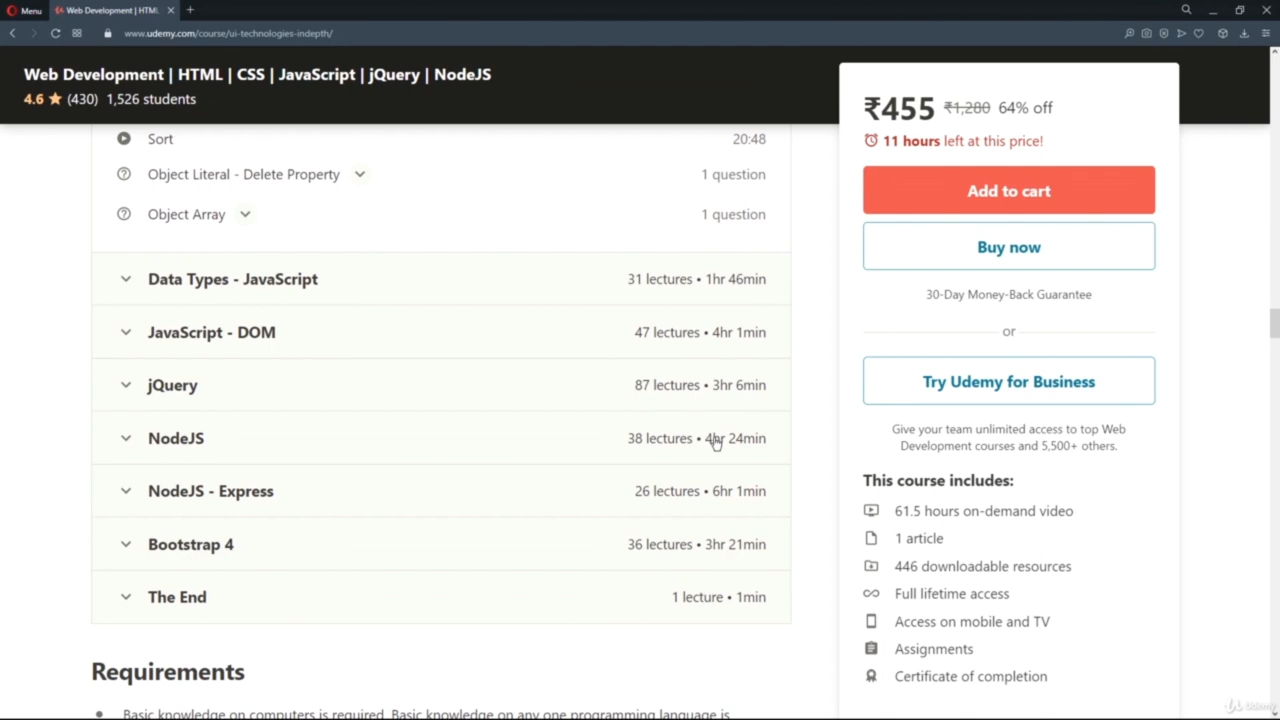 Menu
Web Development | HTML
www.udemy.com/course/ui-technologies-indepth/
Web Development | HTML | CSS | JavaScript | jQuery | NodeJS
4.6 ★ (430) 1,526 students
Sort 20:48
Object Literal - Delete Property 1 question
Object Array 1 question
Data Types - JavaScript 31 lectures • 1hr 46min
JavaScript - DOM 47 lectures • 4hr 1min
jQuery 87 lectures • 3hr 6min
NodeJS 38 lectures • 4hr 24min
NodeJS - Express 26 lectures • 6hr 1min
Bootstrap 4 36 lectures • 3hr 21min
The End 1 lecture • 1min
Requirements
Basic knowledge on computers is required. Basic knowledge on any one programming language is
₹455 ₹1,280 64% off
11 hours left at this price!
Add to cart
Buy now
30-Day Money-Back Guarantee
or
Try Udemy for Business
Give your team unlimited access to top Web
Development courses and 5,500+ others.
This course includes:
61.5 hours on-demand video
1 article
446 downloadable resources
Full lifetime access
Access on mobile and TV
Assignments
Certificate of completion
Udemy